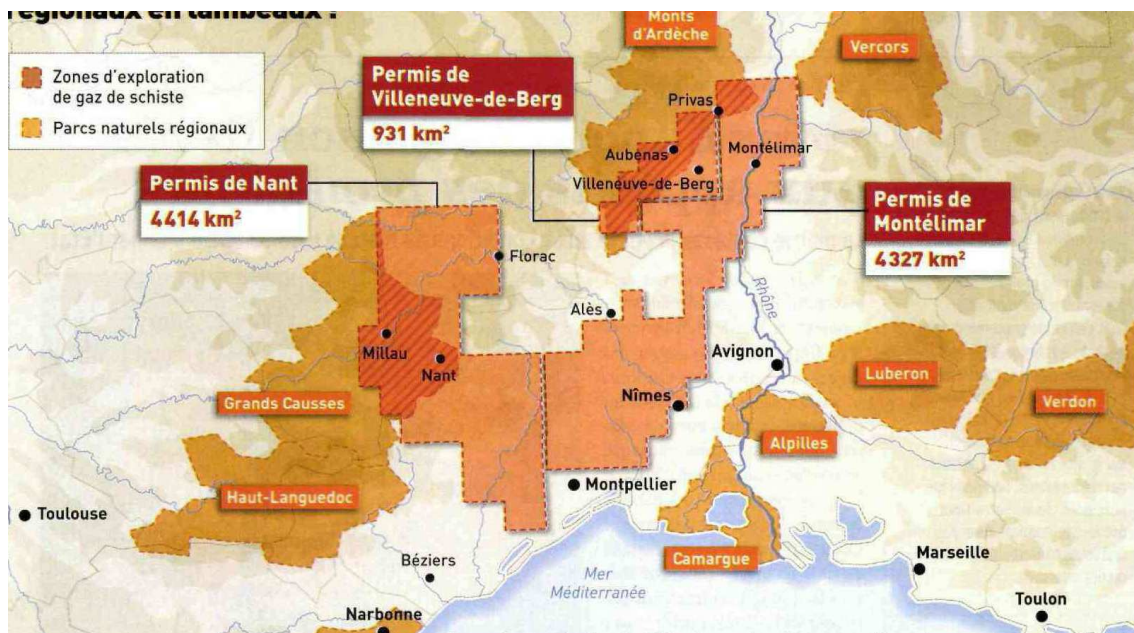 régionaux en lambeaux !
Zones d'exploration
de gaz de schiste
Parcs naturels régionaux
Permis de
Villeneuve-de-Berg
931 km²
Monts
d'Ardèche
Vercors
Privas
Aubenas
Montélimar
Villeneuve-de-Berg
Permis de Nant
4414 km²
Permis de
Montélimar
4327 km²
Florac
Alès
Rhône
Millau
Nant
Avignon
Luberon
Grands Causses
Nîmes
Verdon
Alpilles
Haut-Languedoc
Montpellier
Toulouse
Béziers
Camargue
Marseille
Mer
Méditerranée
Narbonne
Toulon